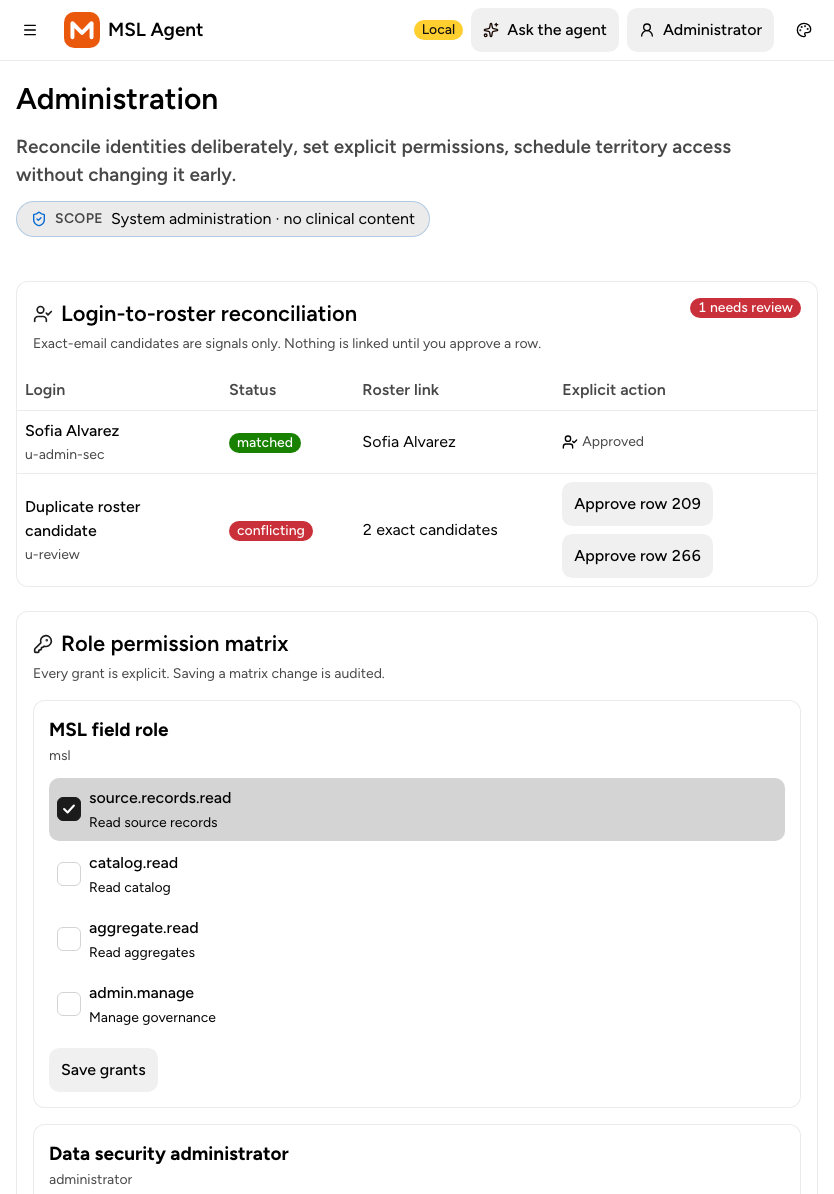 MSL Agent
Local
Ask the agent
Administrator
Administration
Reconcile identities deliberately, set explicit permissions, schedule territory access
without changing it early.
SCOPE System administration · no clinical content
Login-to-roster reconciliation
1 needs review
Exact-email candidates are signals only. Nothing is linked until you approve a row.
Login Status Roster link Explicit action
Sofia Alvarez
u-admin-sec
matched
Sofia Alvarez
Approved
Duplicate roster
candidate
u-review
conflicting
2 exact candidates
Approve row 209
Approve row 266
Role permission matrix
Every grant is explicit. Saving a matrix change is audited.
MSL field role
msl
source.records.read
Read source records
catalog.read
Read catalog
aggregate.read
Read aggregates
admin.manage
Manage governance
Save grants
Data security administrator
administrator